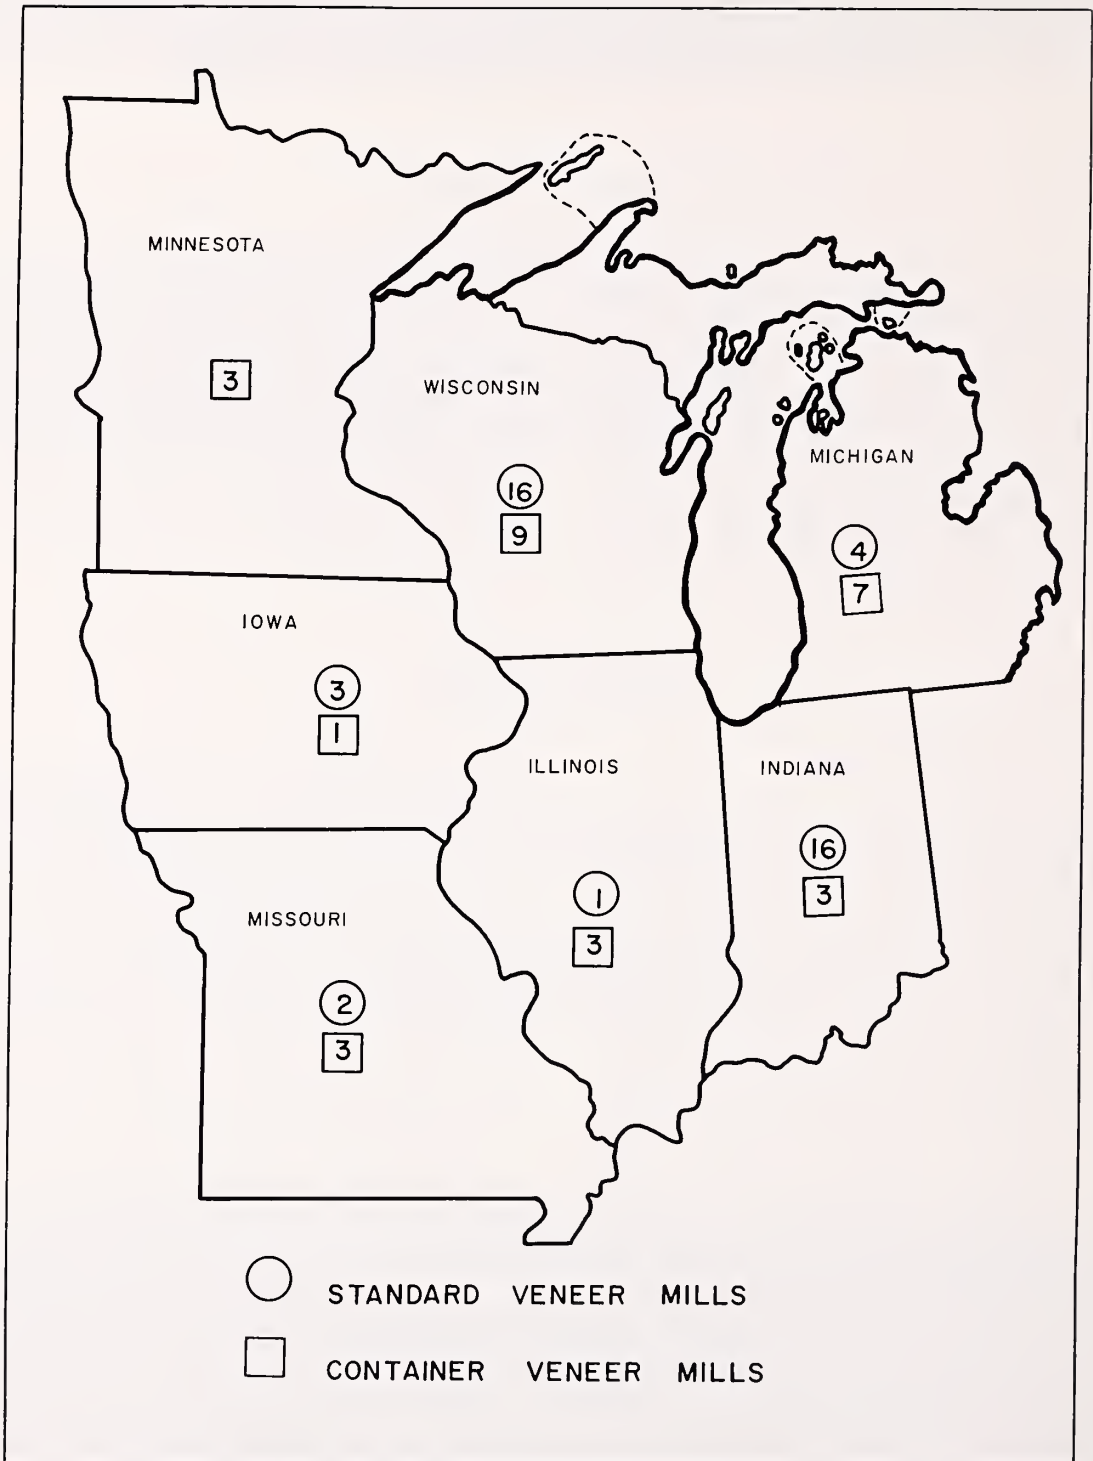 MINNESOTA
3
WISCONSIN
16
9
MICHIGAN
4
7
IOWA
3
1
ILLINOIS
1
3
INDIANA
16
3
MISSOURI
2
3
STANDARD VENEER MILLS
CONTAINER VENEER MILLS